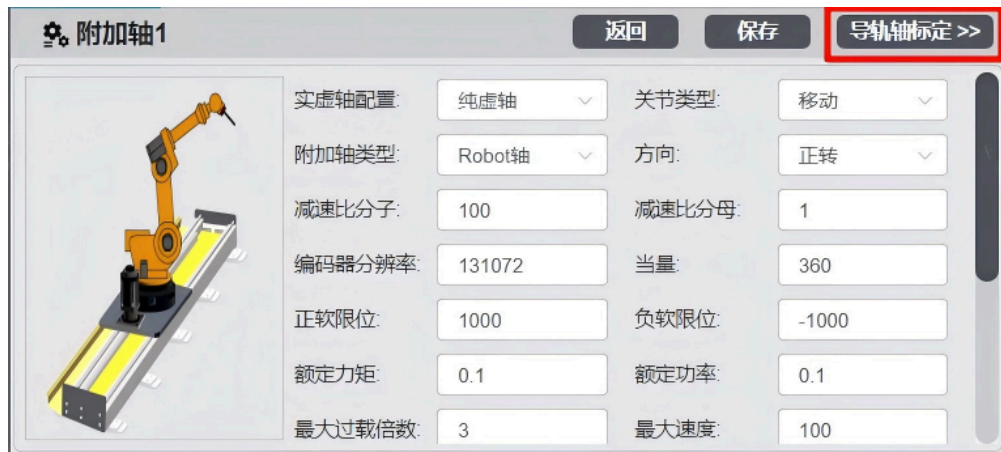 附加轴1 返回 保存 导轨轴标定 >>
实虚轴配置: 纯虚轴 关节类型: 移动
附加轴类型: Robot轴 方向: 正转
减速比分子: 100 减速比分母: 1
编码器分辨率: 131072 当量: 360
正软限位: 1000 负软限位: -1000
额定力矩: 0.1 额定功率: 0.1
最大过载倍数: 3 最大速度: 100